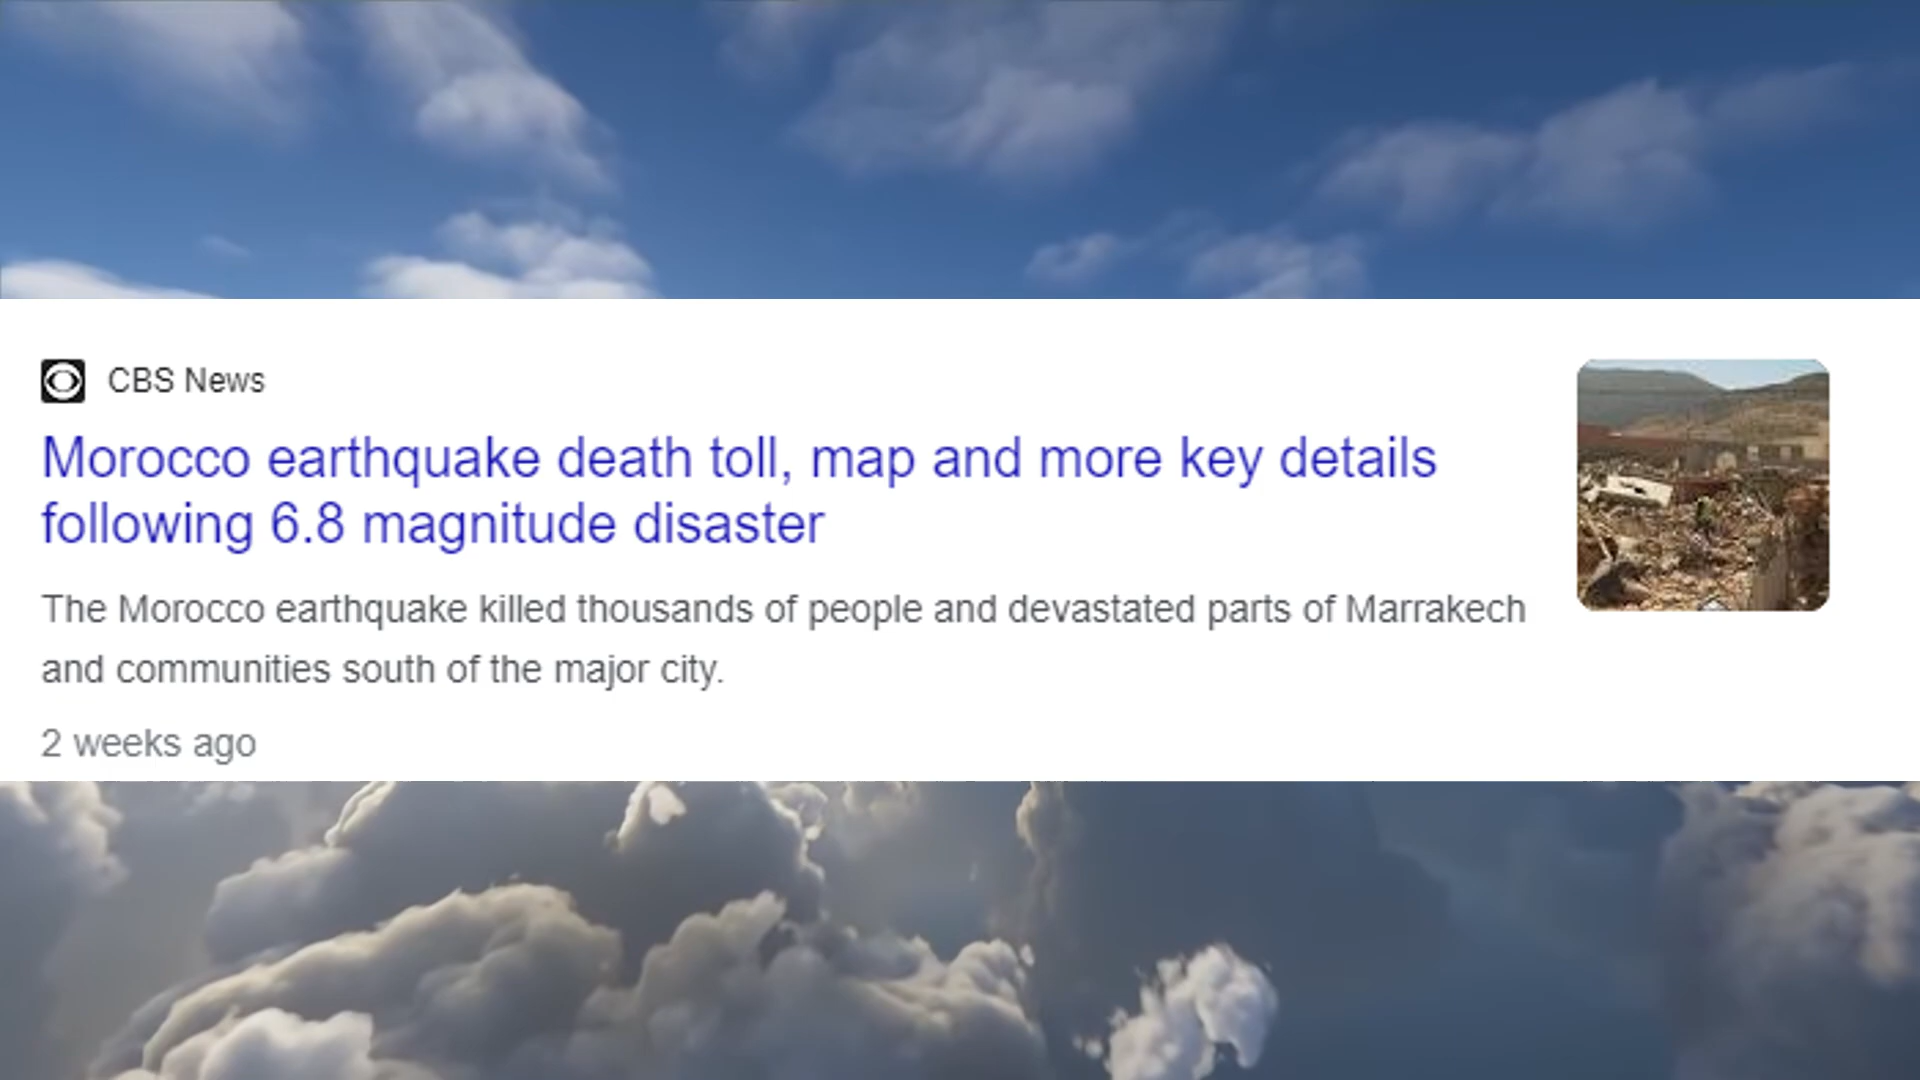 CBS News
Morocco earthquake death toll, map and more key details
following 6.8 magnitude disaster
The Morocco earthquake killed thousands of people and devastated parts of Marrakech
and communities south of the major city.
2 weeks ago